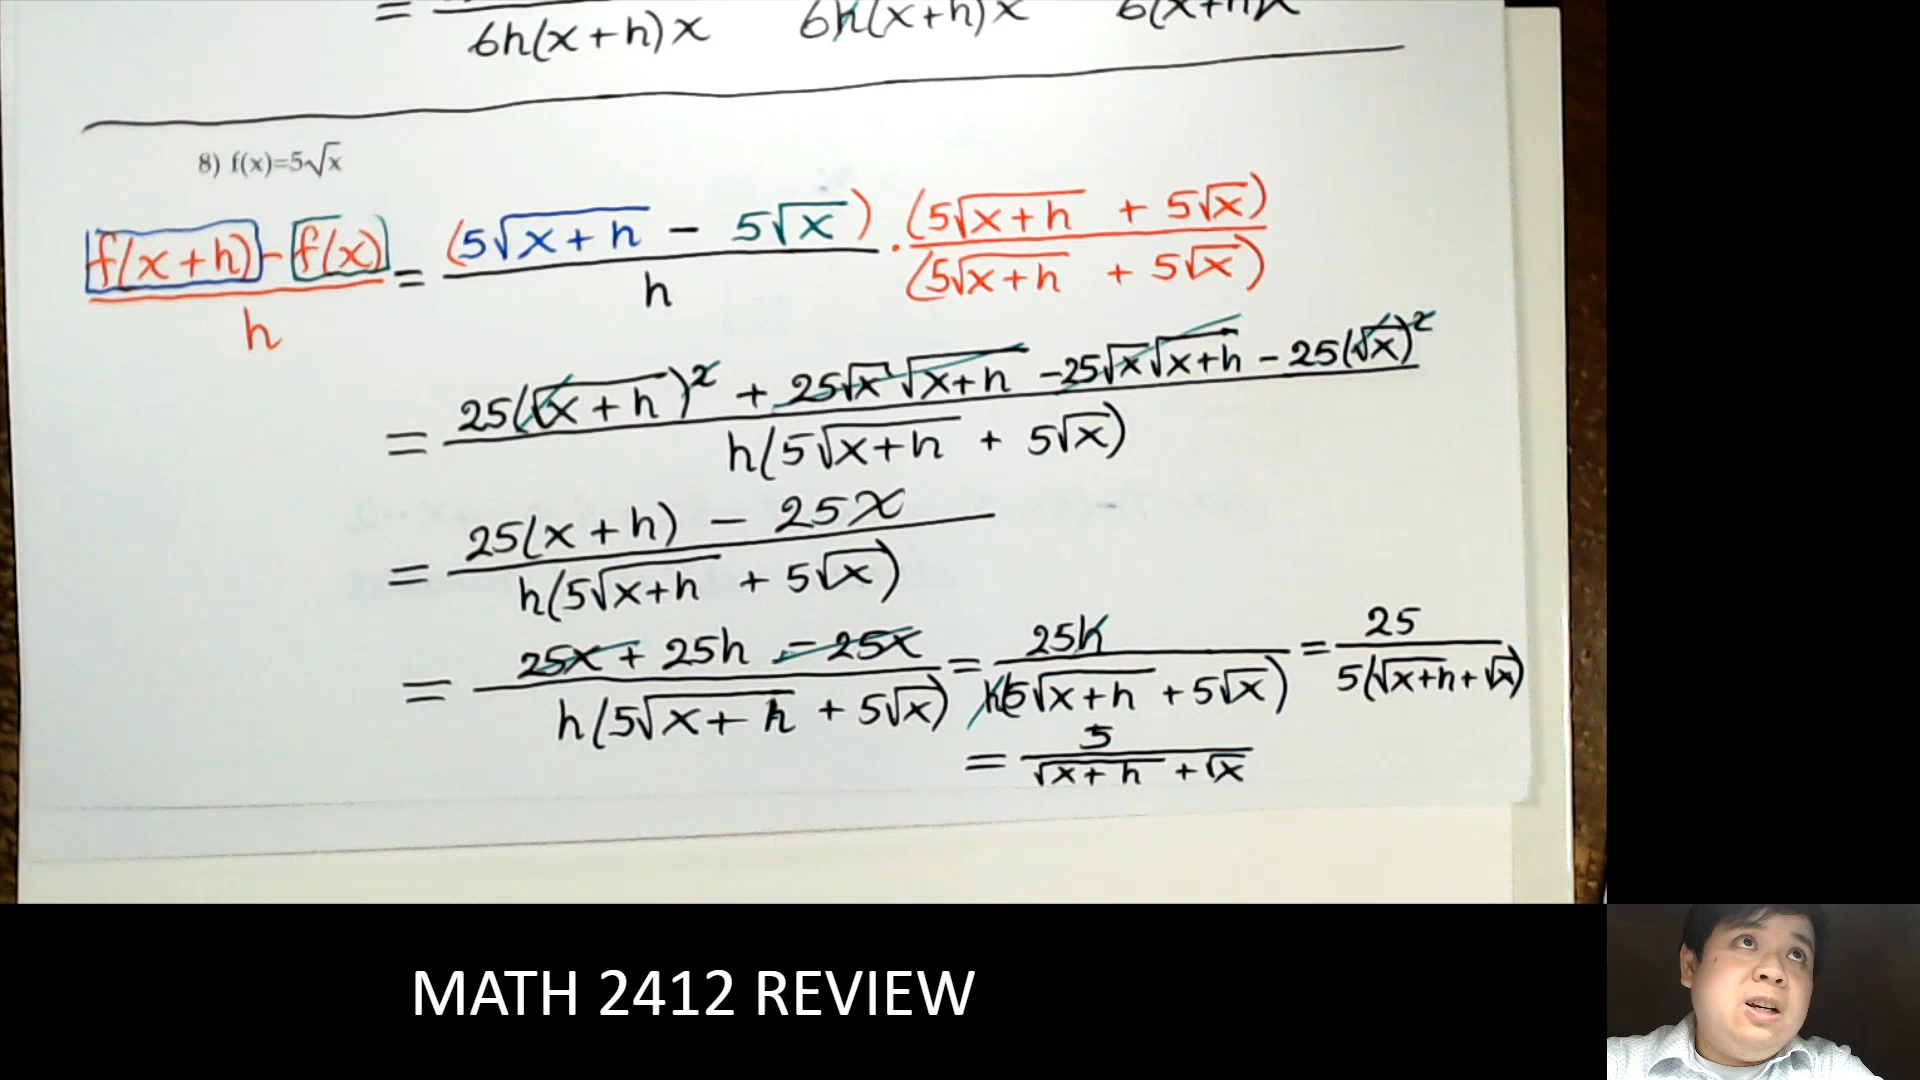 = 6h(x+h)x 6h(x+h)x 6(x+h)x
8) f(x)=5√x
(f(x+h) - f(x))/h = (5√(x+h) - 5√x)/h · (5√(x+h) + 5√x)/(5√(x+h) + 5√x)
= (25(√(x+h))² + 25√x √(x+h) - 25√x √(x+h) - 25(√x)²)/(h(5√(x+h) + 5√x))
= (25(x+h) - 25x)/(h(5√(x+h) + 5√x))
= (25x + 25h - 25x)/(h(5√(x+h) + 5√x)) = 25h/(h(5√(x+h) + 5√x)) = 25/(5(√(x+h) + √x))
= 5/(√(x+h) + √x)
MATH 2412 REVIEW